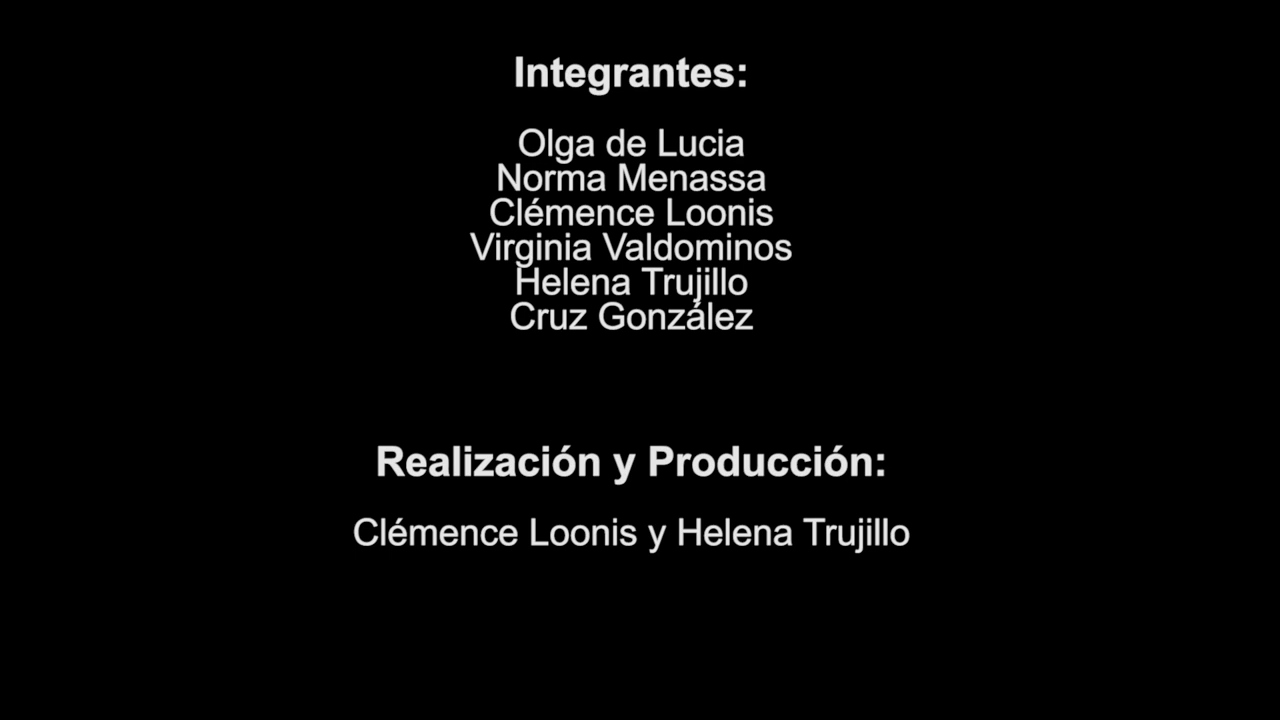 Integrantes:
Olga de Lucia
Norma Menassa
Clémence Loonis
Virginia Valdominos
Helena Trujillo
Cruz González
Realización y Producción:
Clémence Loonis y Helena Trujillo